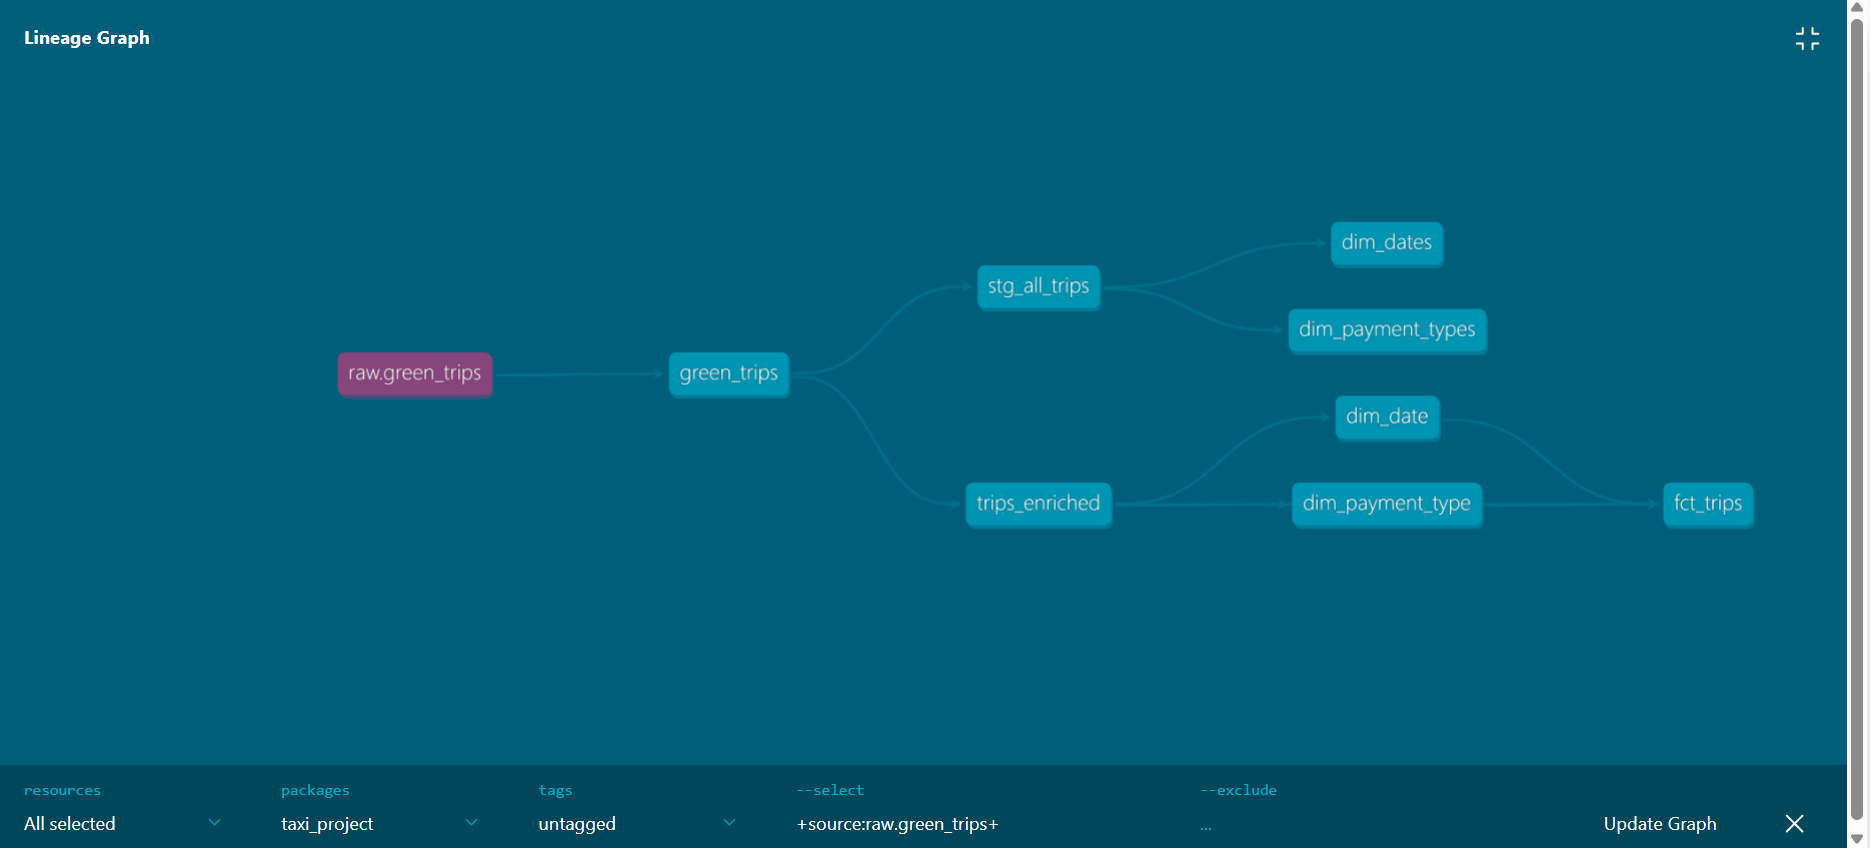 Lineage Graph
dim_dates
stg_all_trips
dim_payment_types
raw.green_trips
green_trips
dim_date
trips_enriched
dim_payment_type
fct_trips
resources
packages
tags
--select
--exclude
All selected
taxi_project
untagged
+source:raw.green_trips+
...
Update Graph